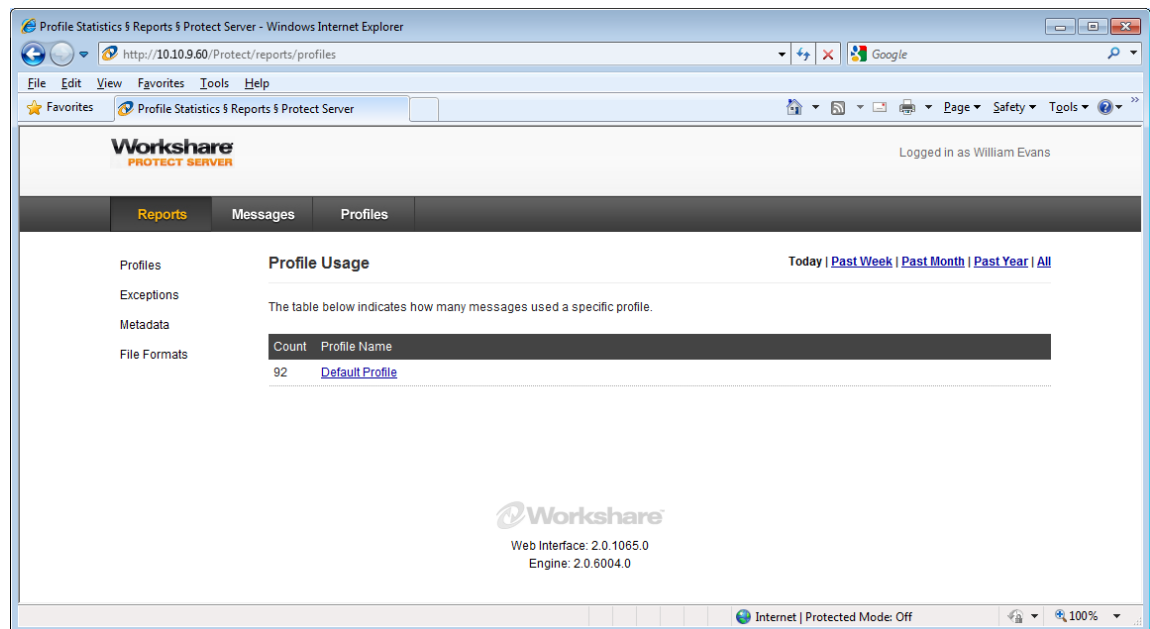 Profile Statistics § Reports § Protect Server - Windows Internet Explorer
http://10.10.9.60/Protect/reports/profiles
Google
File Edit View Favorites Tools Help
Favorites Profile Statistics § Reports § Protect Server Page Safety Tools
Workshare
PROTECT SERVER
Logged in as William Evans
Reports Messages Profiles
Profiles
Exceptions
Metadata
File Formats
Profile Usage
Today | Past Week | Past Month | Past Year | All
The table below indicates how many messages used a specific profile.
Count Profile Name
92 Default Profile
Workshare
Web Interface: 2.0.1065.0
Engine: 2.0.6004.0
Internet | Protected Mode: Off 100%